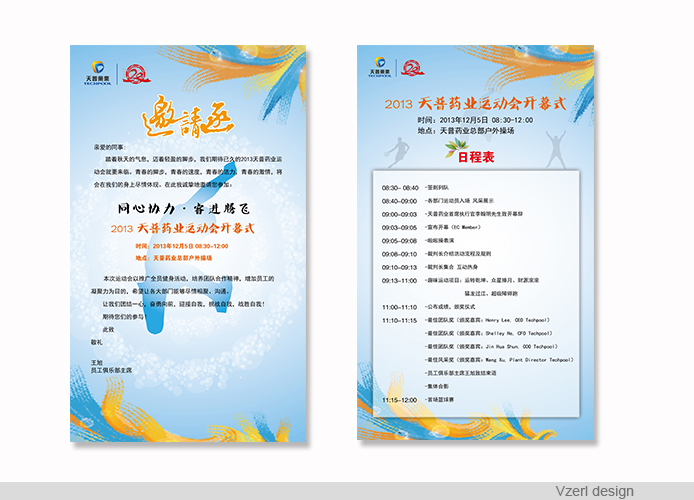 天普药业
TECHPOOL
20
邀請函
亲爱的同事:
踏着秋天的气息,迈着轻盈的脚步,我们期待已久的2013天普药业运
动会就要来临。青春的脚步,青春的速度,青春的活力,青春的激情,将
会在我们的身上尽情体现。在此我诚挚地邀请您参加:
同心协力·睿进腾飞
2013 天普药业运动会开幕式
时间:2013年12月5日 08:30-12:00
地点:天普药业总部户外操场
本次运动会以推广全员健身活动,培养团队合作精神,增加员工的
凝聚力为目的,希望让各大部门能够尽情相聚、沟通。
让我们团结一心,奋勇向前,迎接自我,挑战自我,战胜自我!
期待您们的参与!
此致
敬礼
王旭
员工俱乐部主席
天普药业
TECHPOOL
20
2013 天普药业运动会开幕式
时间:2013年12月5日 08:30-12:00
地点:天普药业总部户外操场
日程表
08:30- 08:40 -签到列队
08:40-09:00 -各部门运动员入场 风采展示
09:00-09:03 -天普药业首席执行官李翰明先生致开幕辞
09:03-09:05 -宣布开幕(EC Member)
09:05-09:08 -啦啦操表演
09:08-09:10 -裁判长介绍活动流程及规则
09:10-09:13 -裁判长集合 互动热身
09:13-11:00 -趣味运动项目:运转乾坤、众星捧月、财源滚滚
猛龙过江、超级障碍跑
11:00-11:10 -公布成绩,颁奖仪式
11:10-11:15 -最佳团队奖(颁奖嘉宾:Henry Lee, CEO Techpool)
-最佳团队奖(颁奖嘉宾:Shelley He, CFO Techpool)
-最佳团队奖(颁奖嘉宾:Jin Hua Shun, COO Techpool)
-最佳风采奖(颁奖嘉宾:Wang Xu, Plant Director Techpool)
-员工俱乐部主席王旭致结束语
-集体合影
11:15-12:00 -首场篮球赛
Vzerl design